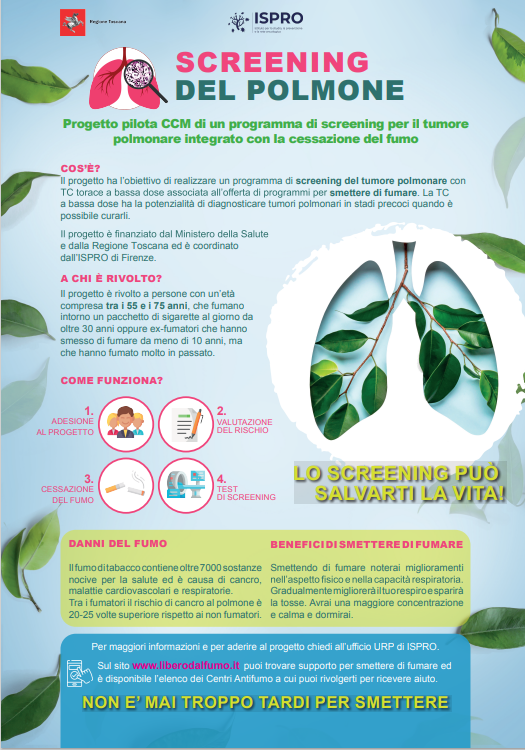 Regione Toscana
ISPRO
SCREENING
DEL POLMONE
Progetto pilota CCM di un programma di screening per il tumore
polmonare integrato con la cessazione del fumo
COS'È?
Il progetto ha l'obiettivo di realizzare un programma di screening del tumore polmonare con
TC torace a bassa dose associata all'offerta di programmi per smettere di fumare. La TC
a bassa dose ha la potenzialità di diagnosticare tumori polmonari in stadi precoci quando è
possibile curarli.
Il progetto è finanziato dal Ministero della Salute
e dalla Regione Toscana ed è coordinato
dall'ISPRO di Firenze.
A CHI È RIVOLTO?
Il progetto è rivolto a persone con un'età
compresa tra i 55 e i 75 anni, che fumano
intorno un pacchetto di sigarette al giorno da
oltre 30 anni oppure ex-fumatori che hanno
smesso di fumare da meno di 10 anni, ma
che hanno fumato molto in passato.
COME FUNZIONA?
1.
ADESIONE
AL PROGETTO
2.
VALUTAZIONE
DEL RISCHIO
3.
CESSAZIONE
DEL FUMO
4.
TEST
DI SCREENING
LO SCREENING PUÒ
SALVARTI LA VITA!
DANNI DEL FUMO
Il fumo di tabacco contiene oltre 7000 sostanze
nocive per la salute ed è causa di cancro,
malattie cardiovascolari e respiratorie.
Tra i fumatori il rischio di cancro al polmone è
20-25 volte superiore rispetto ai non fumatori.
BENEFICI DI SMETTERE DI FUMARE
Smettendo di fumare noterai miglioramenti
nell'aspetto fisico e nella capacità respiratoria.
Gradualmente migliorerà il tuo respiro e sparirà
la tosse. Avrai una maggiore concentrazione
e calma e dormirai.
Per maggiori informazioni e per aderire al progetto chiedi all'ufficio URP di ISPRO.
Sul sito www.liberodalfumo.it puoi trovare supporto per smettere di fumare ed
è disponibile l'elenco dei Centri Antifumo a cui puoi rivolgerti per ricevere aiuto.
NON E' MAI TROPPO TARDI PER SMETTERE